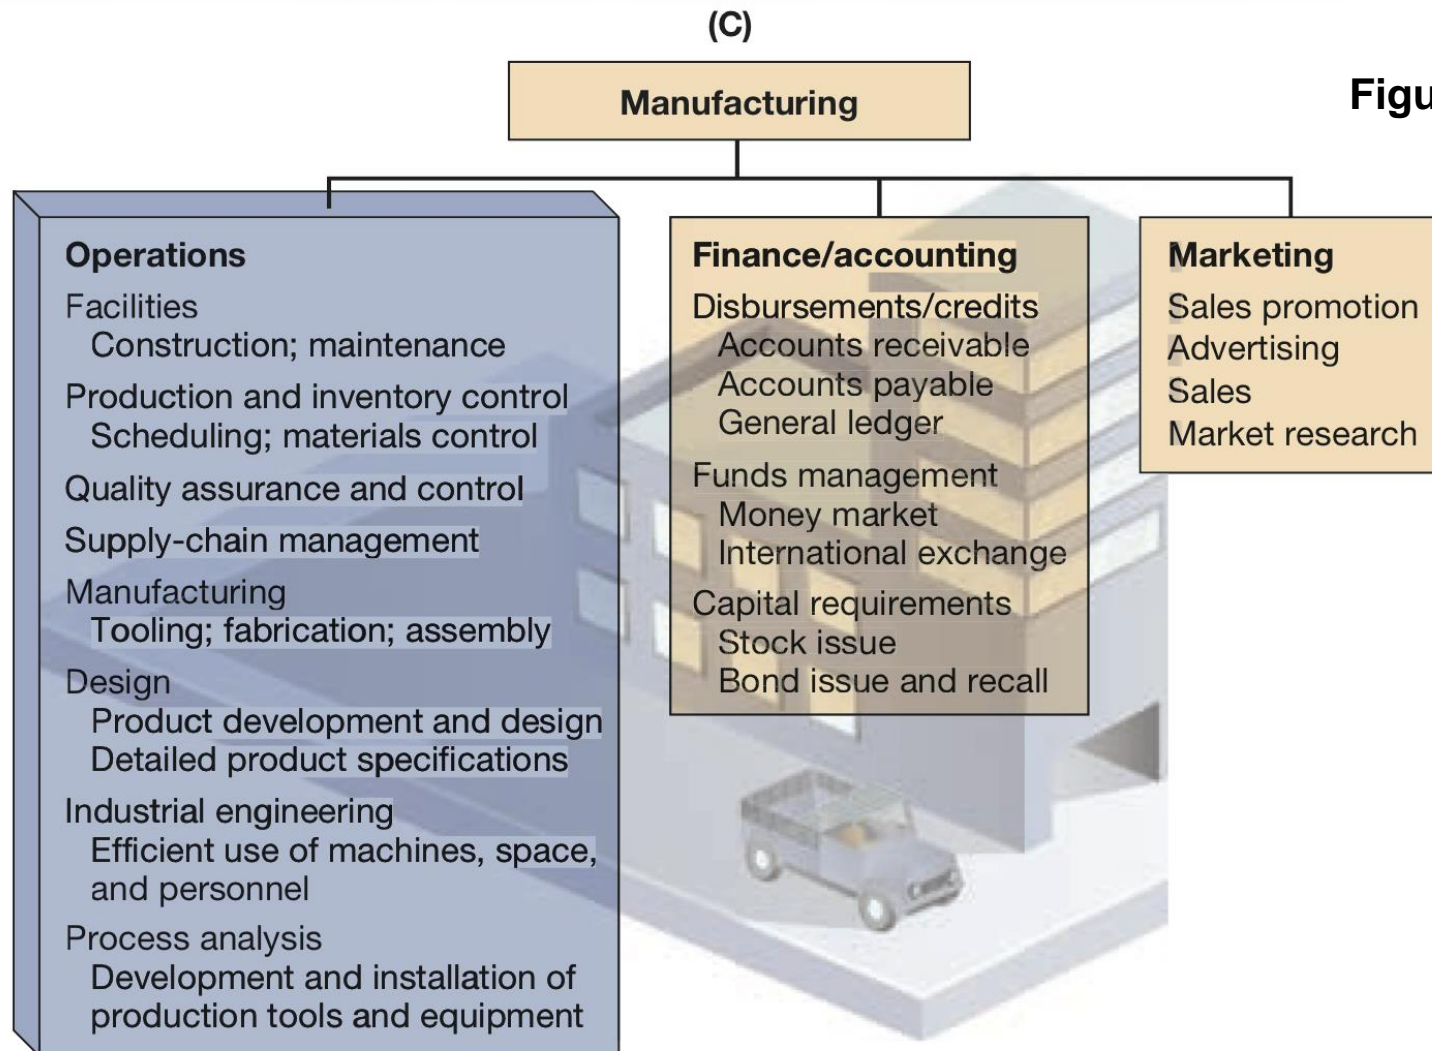 (C)
Manufacturing
Figu
Operations
Facilities
Construction; maintenance
Production and inventory control
Scheduling; materials control
Quality assurance and control
Supply-chain management
Manufacturing
Tooling; fabrication; assembly
Design
Product development and design
Detailed product specifications
Industrial engineering
Efficient use of machines, space,
and personnel
Process analysis
Development and installation of
production tools and equipment
Finance/accounting
Disbursements/credits
Accounts receivable
Accounts payable
General ledger
Funds management
Money market
International exchange
Capital requirements
Stock issue
Bond issue and recall
Marketing
Sales promotion
Advertising
Sales
Market research